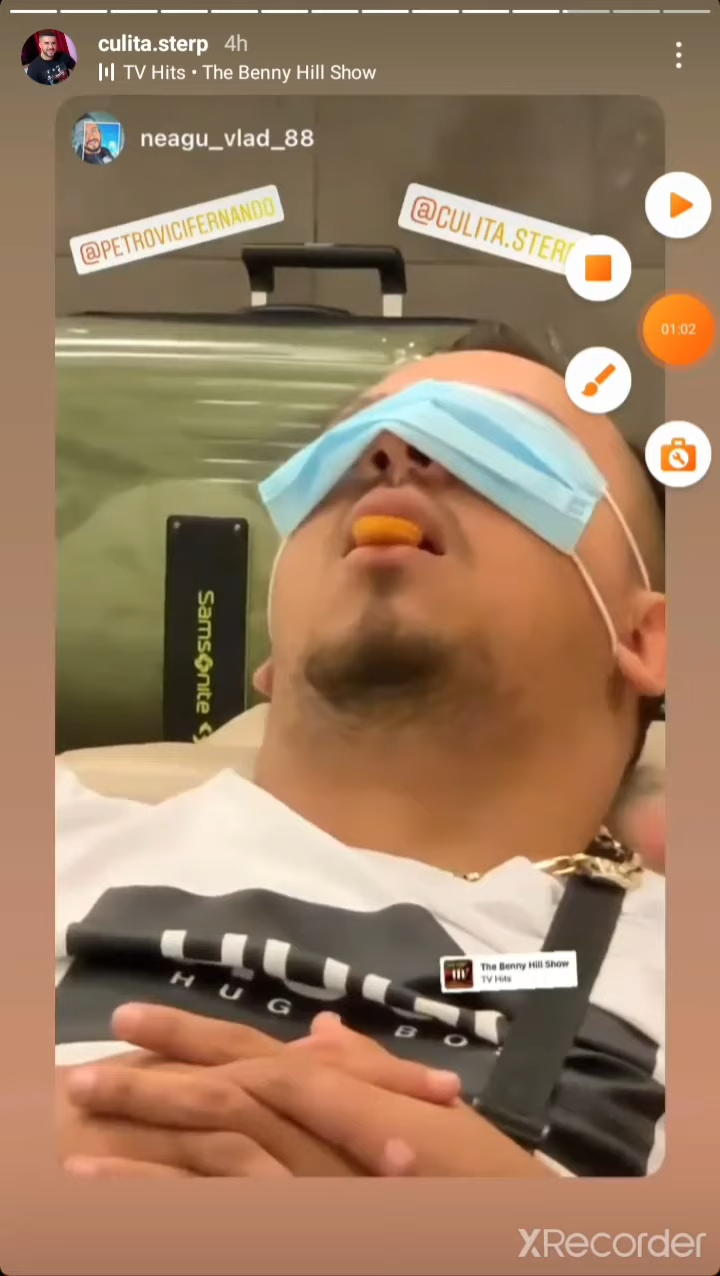 culita.sterp 4h
TV Hits • The Benny Hill Show
neagu_vlad_88
@PETROVICIFERNANDO
@CULITA.STERP
01:02
Samsonite
The Benny Hill Show
TV Hits
HUGO BOS
XRecorder